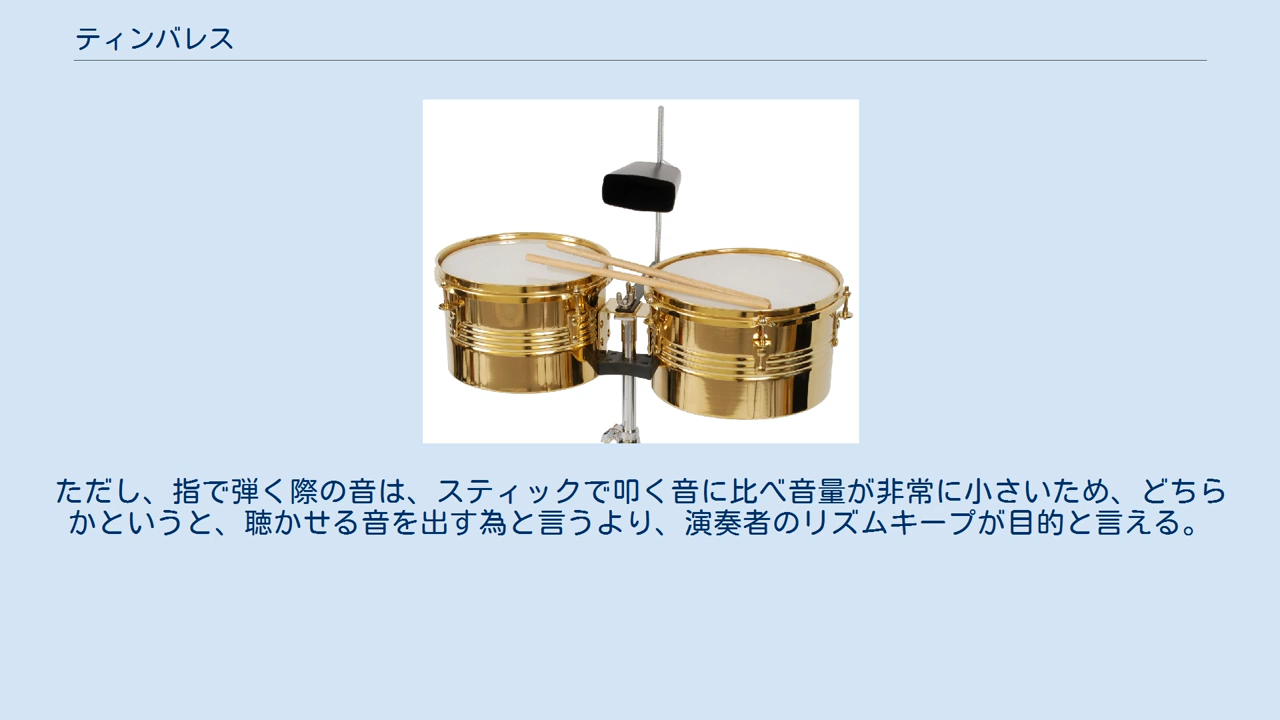 ティンバレス
ただし、指で弾く際の音は、スティックで叩く音に比べ音量が非常に小さいため、どちら
かというと、聴かせる音を出す為と言うより、演奏者のリズムキープが目的と言える。